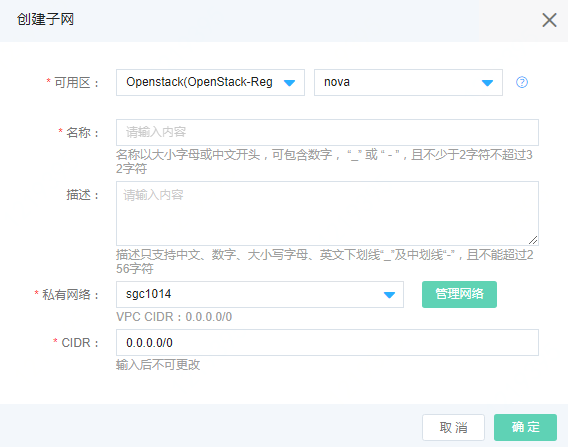 创建子网
* 可用区： Openstack(OpenStack-Reg nova
* 名称： 请输入内容
名称以大小字母或中文开头，可包含数字， “_” 或 “ - ” ，且不少于2字符不超过3
2字符
描述： 请输入内容
描述只支持中文、数字、大小写字母、英文下划线“_”及中划线“-”，且不能超过2
56字符
* 私有网络： sgc1014 管理网络
VPC CIDR：0.0.0.0/0
* CIDR： 0.0.0.0/0
输入后不可更改
取 消 确 定